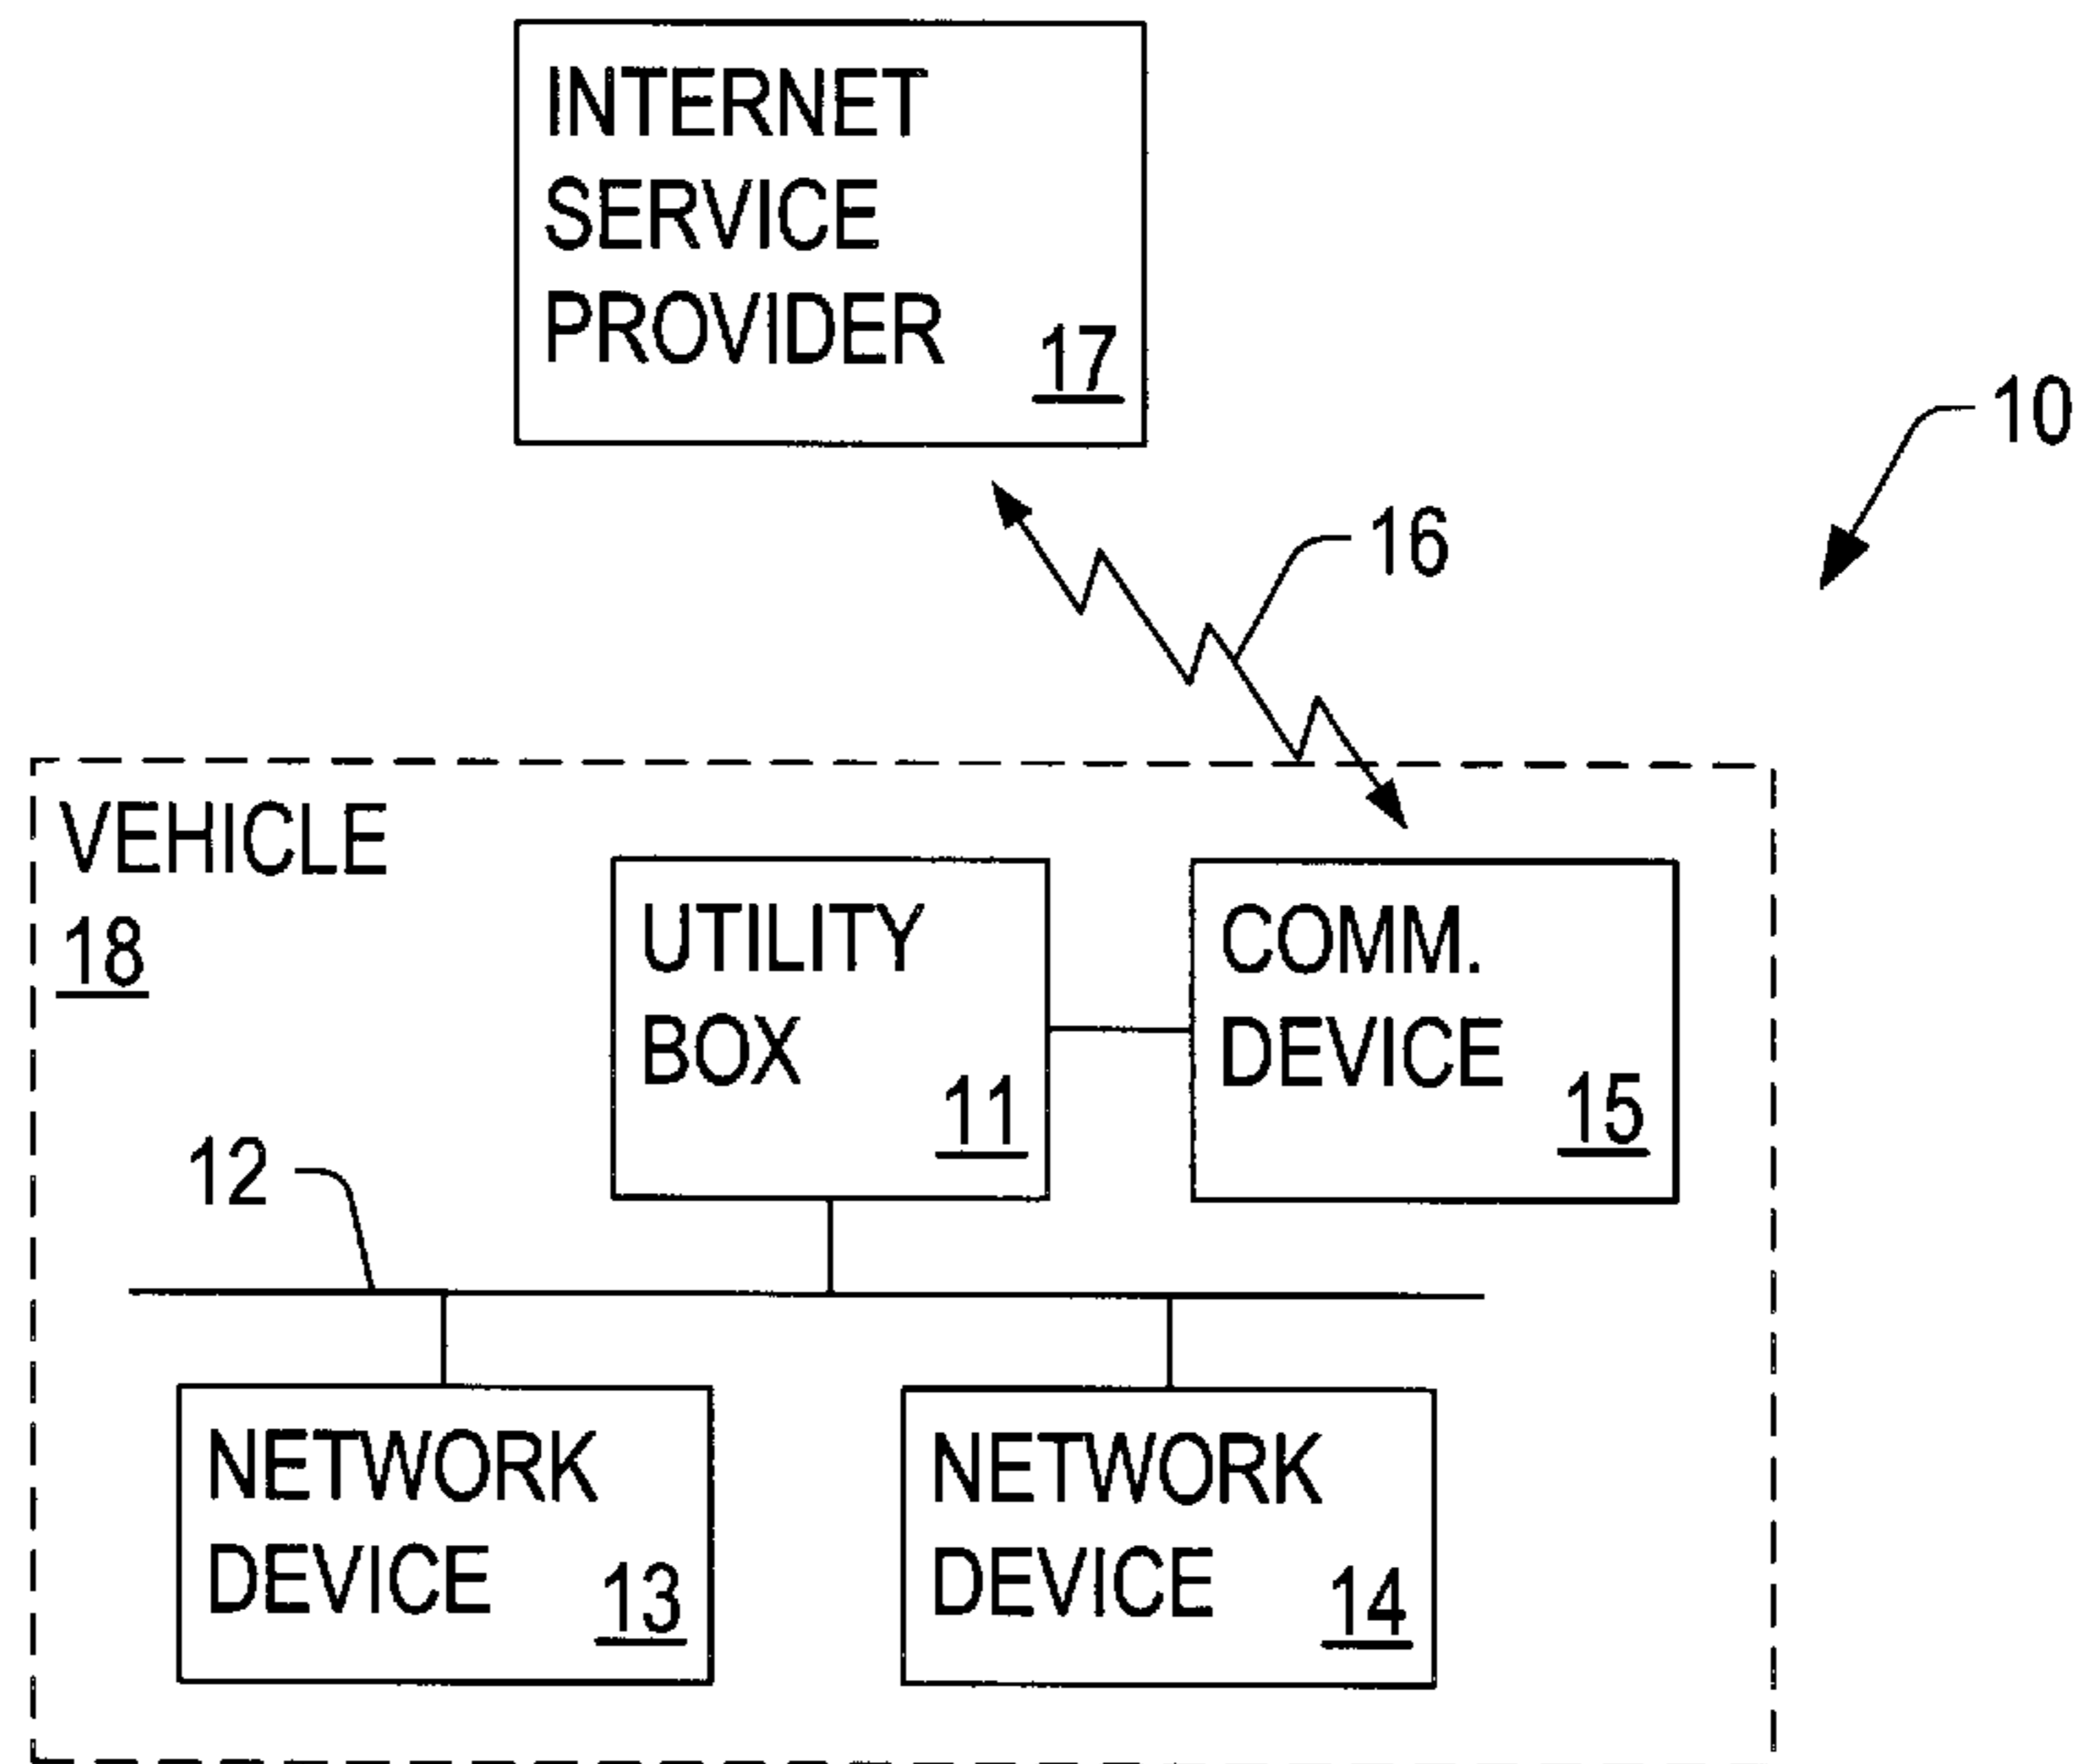 INTERNET
SERVICE
PROVIDER
17
10
16
VEHICLE
18
UTILITY
BOX
11
COMM.
DEVICE
15
12
NETWORK
DEVICE
13
NETWORK
DEVICE
14